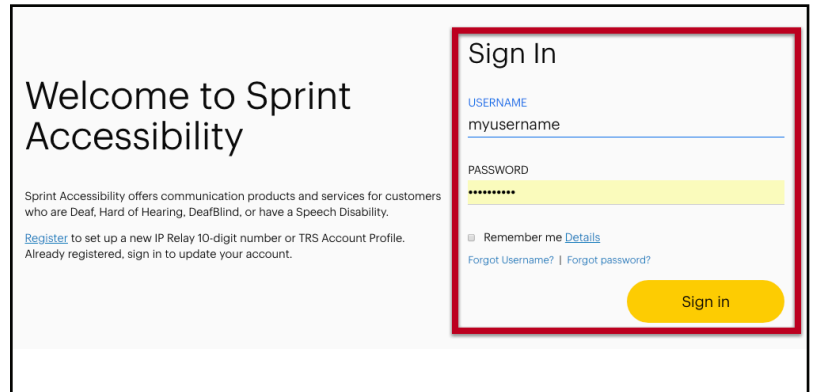 Welcome to Sprint
Accessibility
Sprint Accessibility offers communication products and services for customers
who are Deaf, Hard of Hearing, DeafBlind, or have a Speech Disability.
Register to set up a new IP Relay 10-digit number or TRS Account Profile.
Already registered, sign in to update your account.
Sign In
USERNAME
myusername
PASSWORD
••••••••••
Remember me Details
Forgot Username? | Forgot password?
Sign in